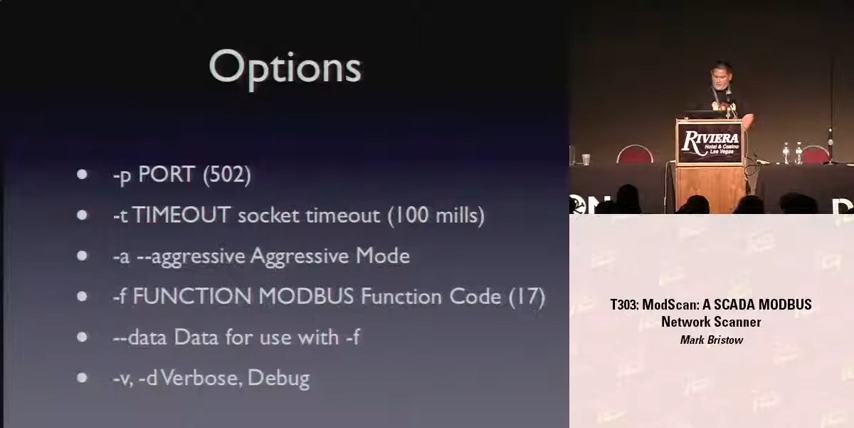 Options
-p PORT (502)
-t TIMEOUT socket timeout (100 mills)
-a --aggressive Aggressive Mode
-f FUNCTION MODBUS Function Code (17)
--data Data for use with -f
-v, -d Verbose, Debug
RIVIERA
Hotel & Casino
Las Vegas
T303: ModScan: A SCADA MODBUS
Network Scanner
Mark Bristow